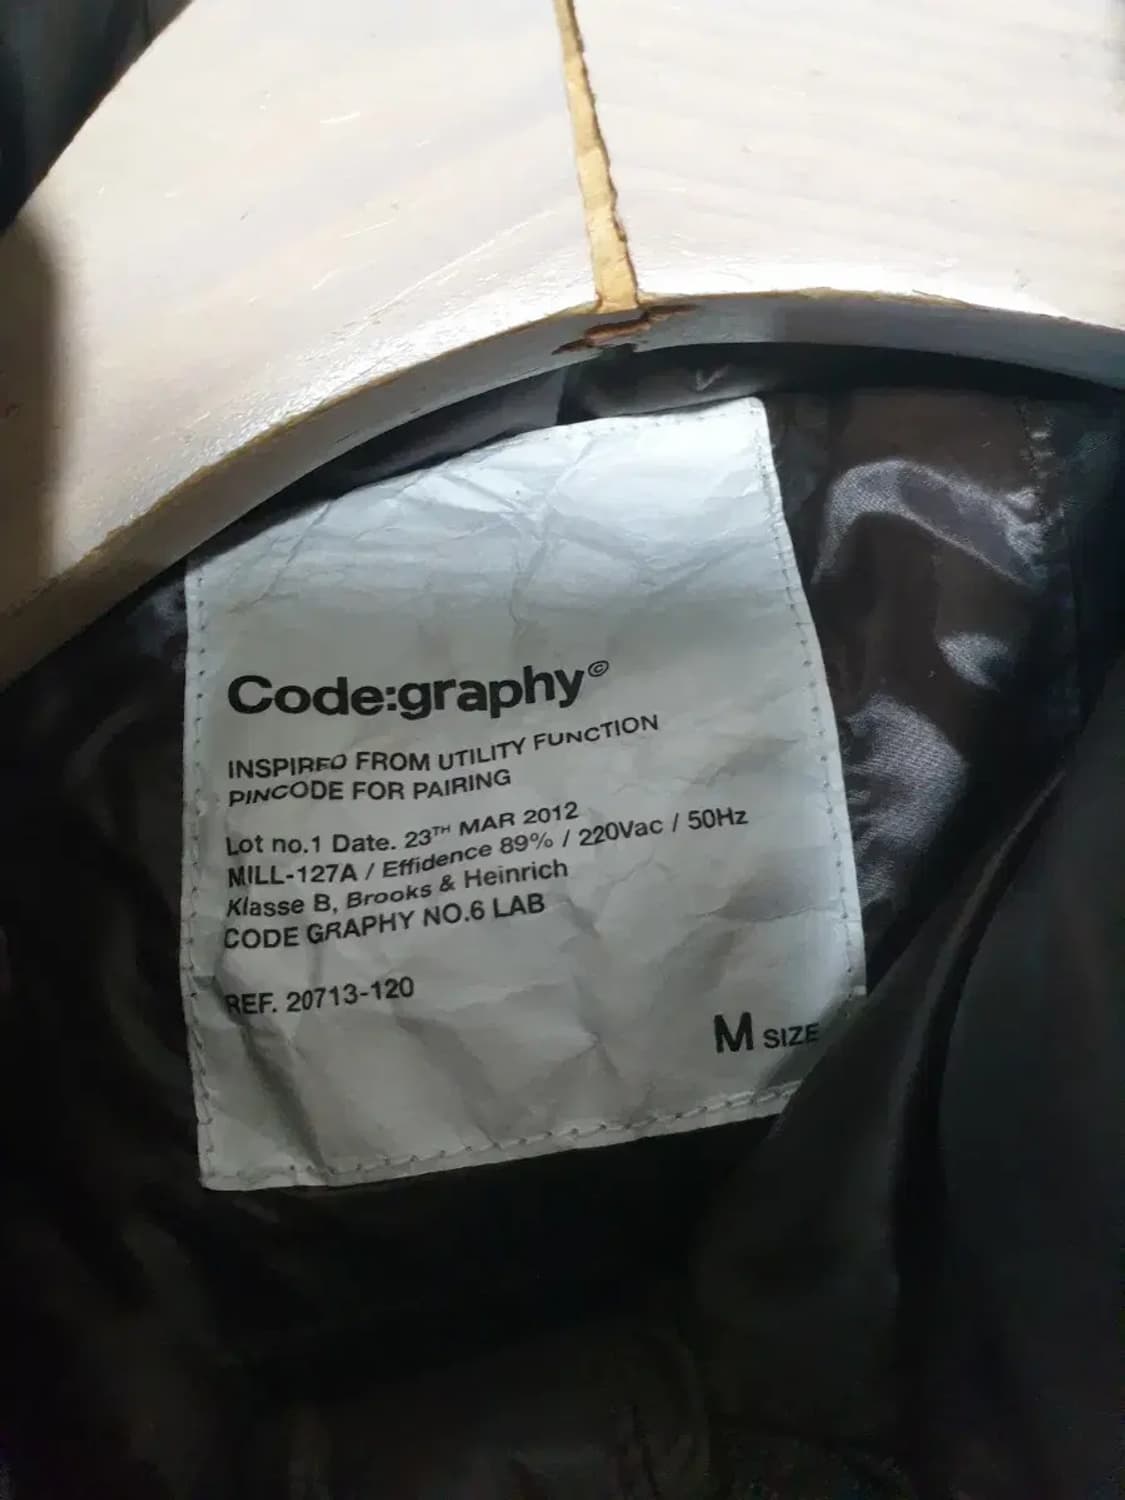 Code:graphy©
INSPIRED FROM UTILITY FUNCTION
PINCODE FOR PAIRING
Lot no.1 Date. 23TH MAR 2012
MILL-127A / Effidence 89% / 220Vac / 50Hz
Klasse B, Brooks & Heinrich
CODE GRAPHY NO.6 LAB
REF. 20713-120
M SIZE